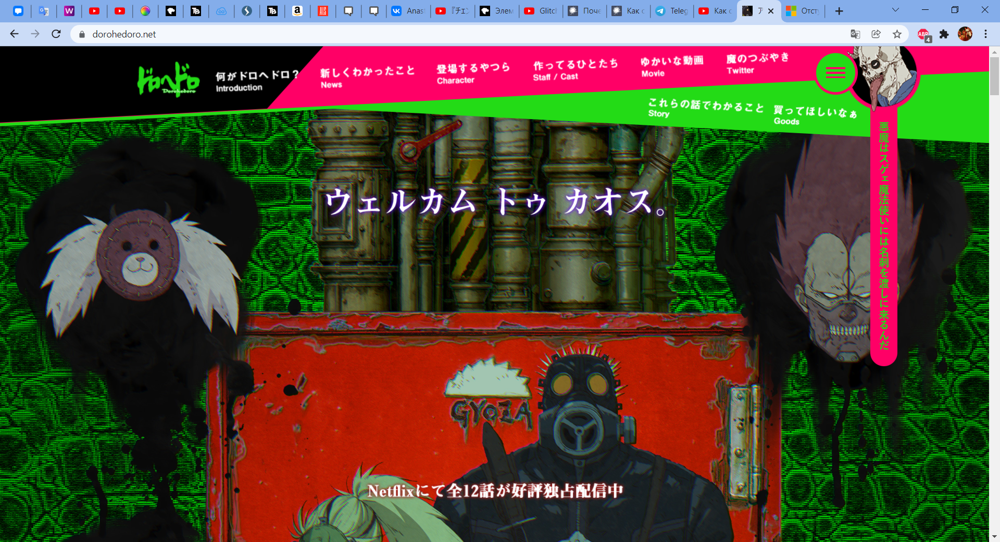 Anas
『チェン
Элем
Glitch
Поче
Как с
Teleg
Как с
ア
Отст
dorohedoro.net
ABP
4
ドロヘドロ
Dorohedoro
何がドロヘドロ？
Introduction
新しくわかったこと
News
登場するやつら
Character
作ってるひとたち
Staff / Cast
ゆかいな動画
Movie
魔のつぶやき
Twitter
これらの話でわかること
Story
買ってほしいなぁ
Goods
悪魔はスゲェ魔法使いには名刺を渡しに来るんだ
ウェルカム トゥ カオス。
GYOZA
Netflixにて全12話が好評独占配信中